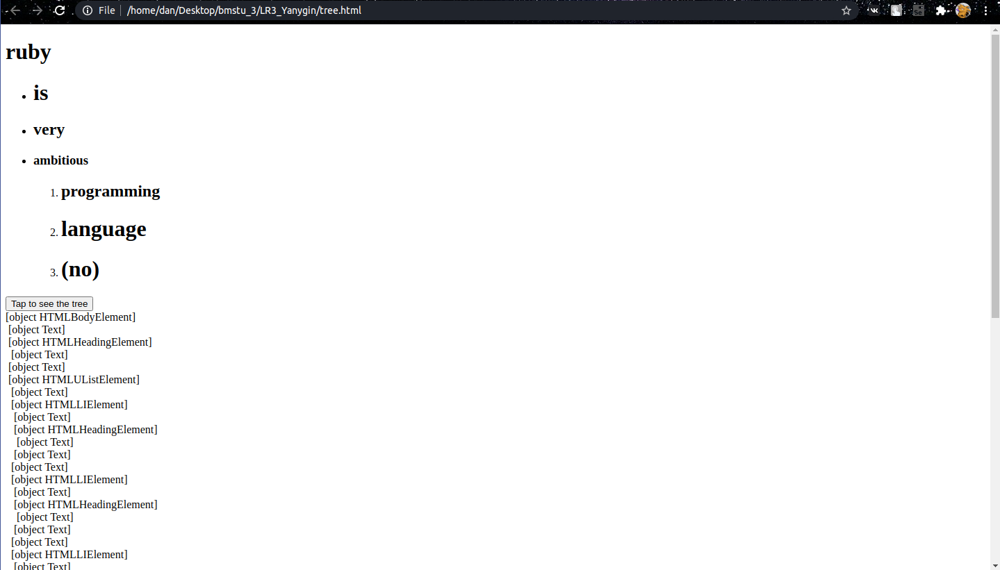 File | /home/dan/Desktop/bmstu_3/LR3_Yanygin/tree.html
Se
ruby
• is
• very
• ambitious
1. programming
2. language
3. (no)
Tap to see the tree
[object HTMLBodyElement]
[object Text]
[object HTMLHeadingElement]
[object Text]
[object Text]
[object HTMLUListElement]
[object Text]
[object HTMLLIElement]
[object Text]
[object HTMLHeadingElement]
[object Text]
[object Text]
[object Text]
[object HTMLLIElement]
[object Text]
[object HTMLHeadingElement]
[object Text]
[object Text]
[object Text]
[object HTMLLIElement]
[object Text]